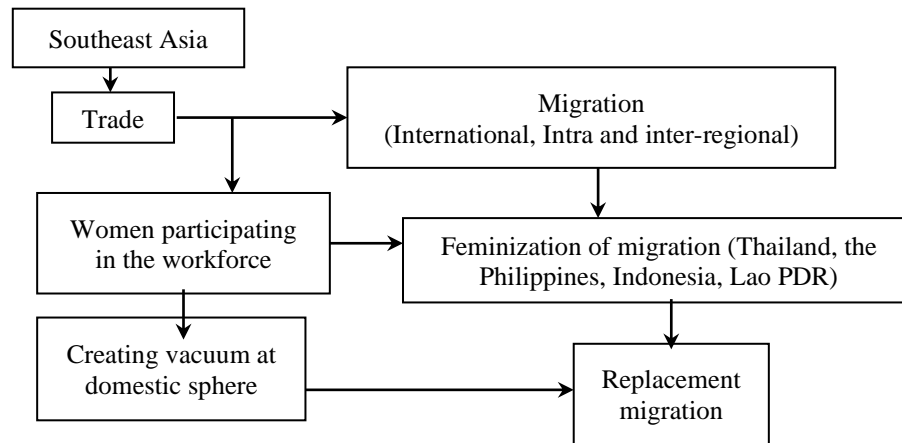 Southeast Asia
Trade
Migration
(International, Intra and inter-regional)
Women participating
in the workforce
Feminization of migration (Thailand, the
Philippines, Indonesia, Lao PDR)
Creating vacuum at
domestic sphere
Replacement
migration